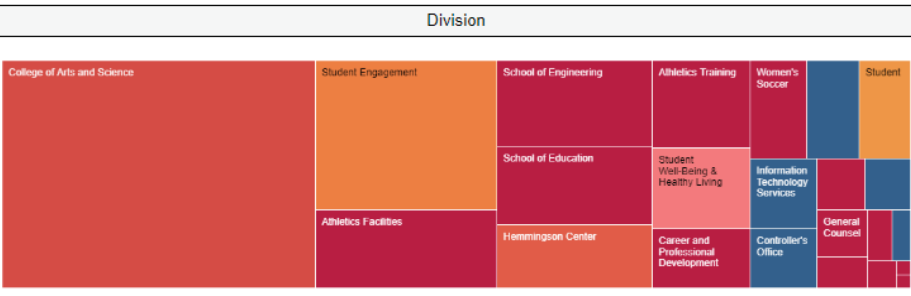 Division
College of Arts and Science
Student Engagement
School of Engineering
Athletics Training
Women's
Soccer
Student
School of Education
Student
Well-Being &
Healthy Living
Information
Technology
Services
Athletics Facilities
General
Counsel
Hemmingson Center
Career and
Professional
Development
Controller's
Office